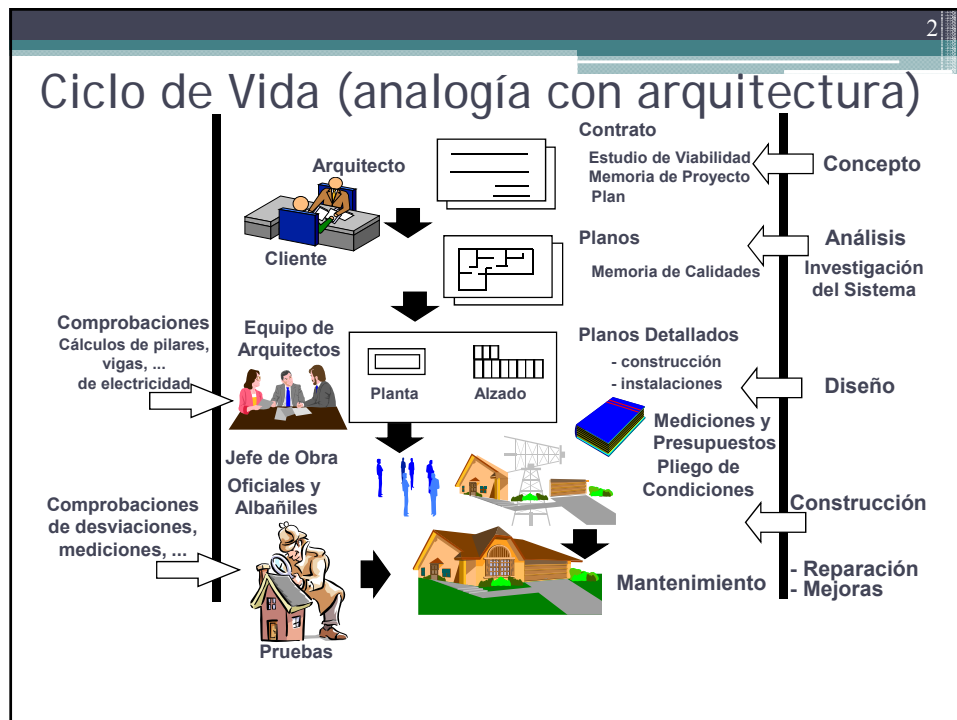 2
Ciclo de Vida (analogía con arquitectura)
Contrato
Estudio de Viabilidad
Memoria de Proyecto
Plan
Concepto
Arquitecto
Cliente
Planos
Memoria de Calidades
Análisis
Investigación
del Sistema
Comprobaciones
Cálculos de pilares,
vigas, ...
de electricidad
Equipo de
Arquitectos
Planta
Alzado
Planos Detallados
- construcción
- instalaciones
Diseño
Mediciones y
Presupuestos
Pliego de
Condiciones
Jefe de Obra
Oficiales y
Albañiles
Construcción
Comprobaciones
de desviaciones,
mediciones, ...
Mantenimiento
- Reparación
- Mejoras
Pruebas